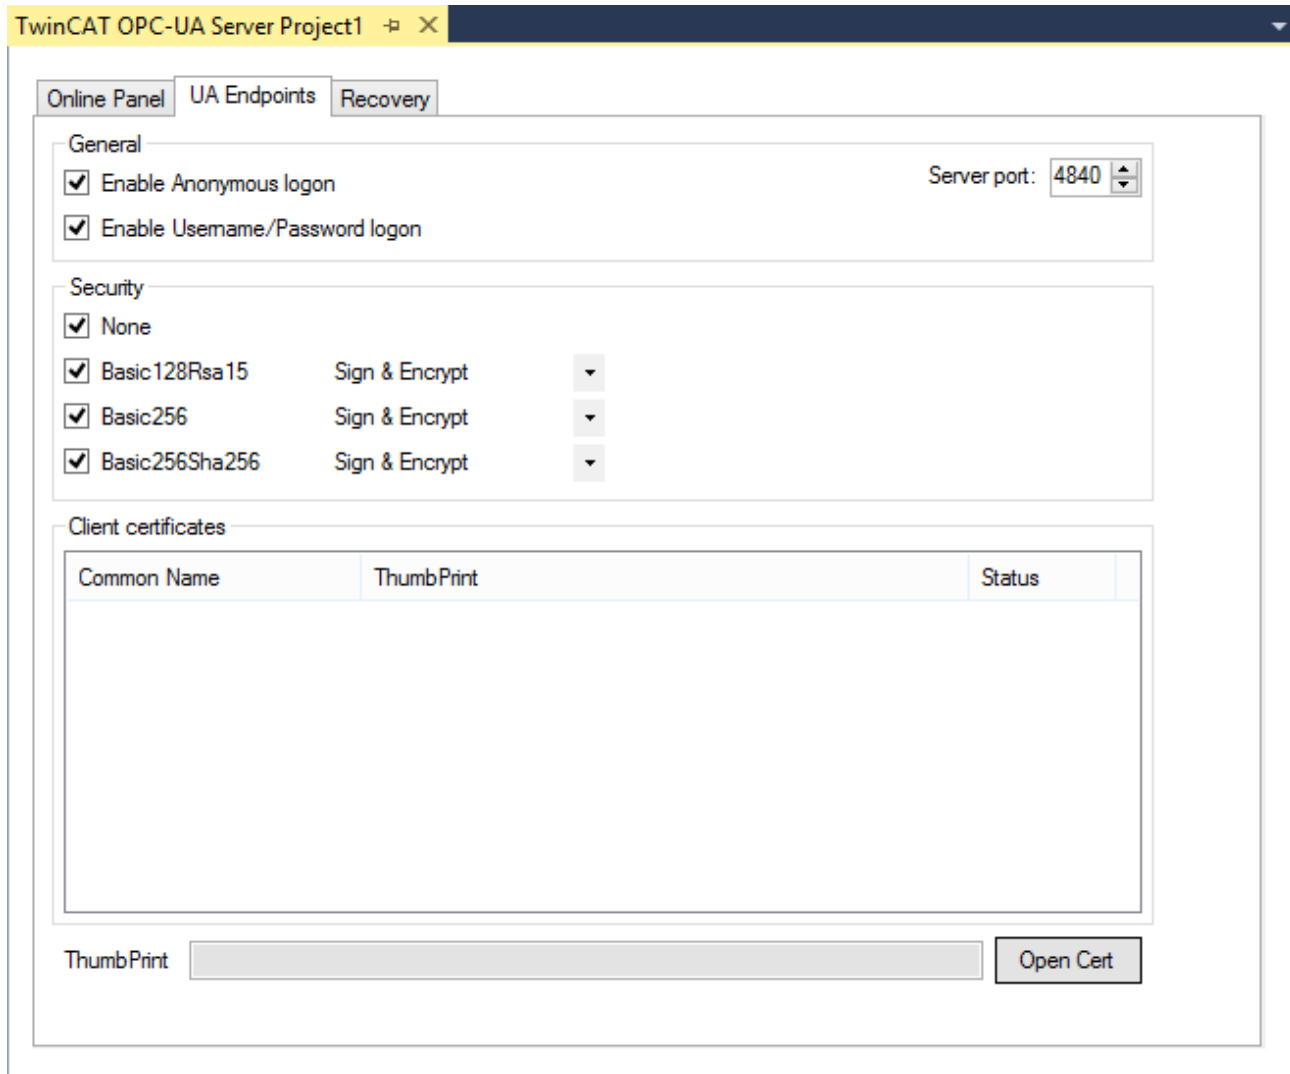 TwinCAT OPC-UA Server Project1
Online Panel UA Endpoints Recovery
General
Enable Anonymous logon Server port: 4840
Enable Username/Password logon
Security
None
Basic128Rsa15 Sign & Encrypt
Basic256 Sign & Encrypt
Basic256Sha256 Sign & Encrypt
Client certificates
Common Name ThumbPrint Status
ThumbPrint Open Cert